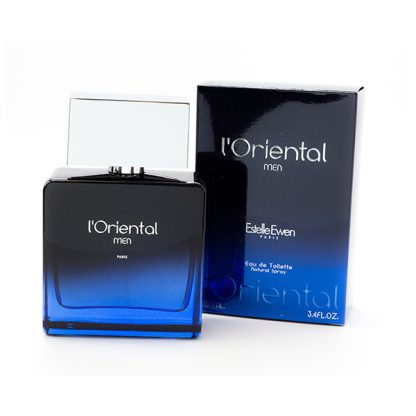 l'Oriental
MEN
PARIS
l'Oriental
MEN
EstelleEwen
PARIS
Eau de Toilette
Natural Spray
Oriental
3.4FL.OZ.